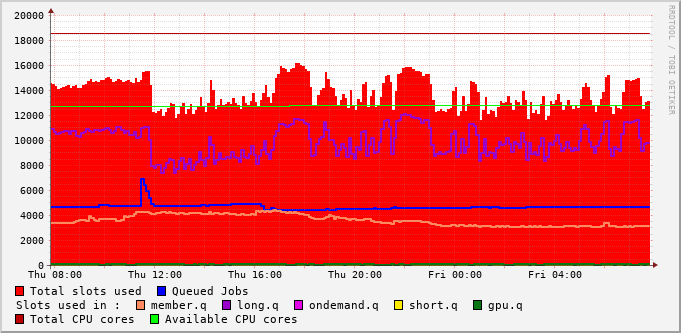 20000
18000
16000
14000
12000
10000
8000
6000
4000
2000
0
Thu 08:00 Thu 12:00 Thu 16:00 Thu 20:00 Fri 00:00 Fri 04:00
RRDTOOL / TOBI OETIKER
Total slots used Queued Jobs
Slots used in : member.q long.q ondemand.q short.q gpu.q
Total CPU cores Available CPU cores